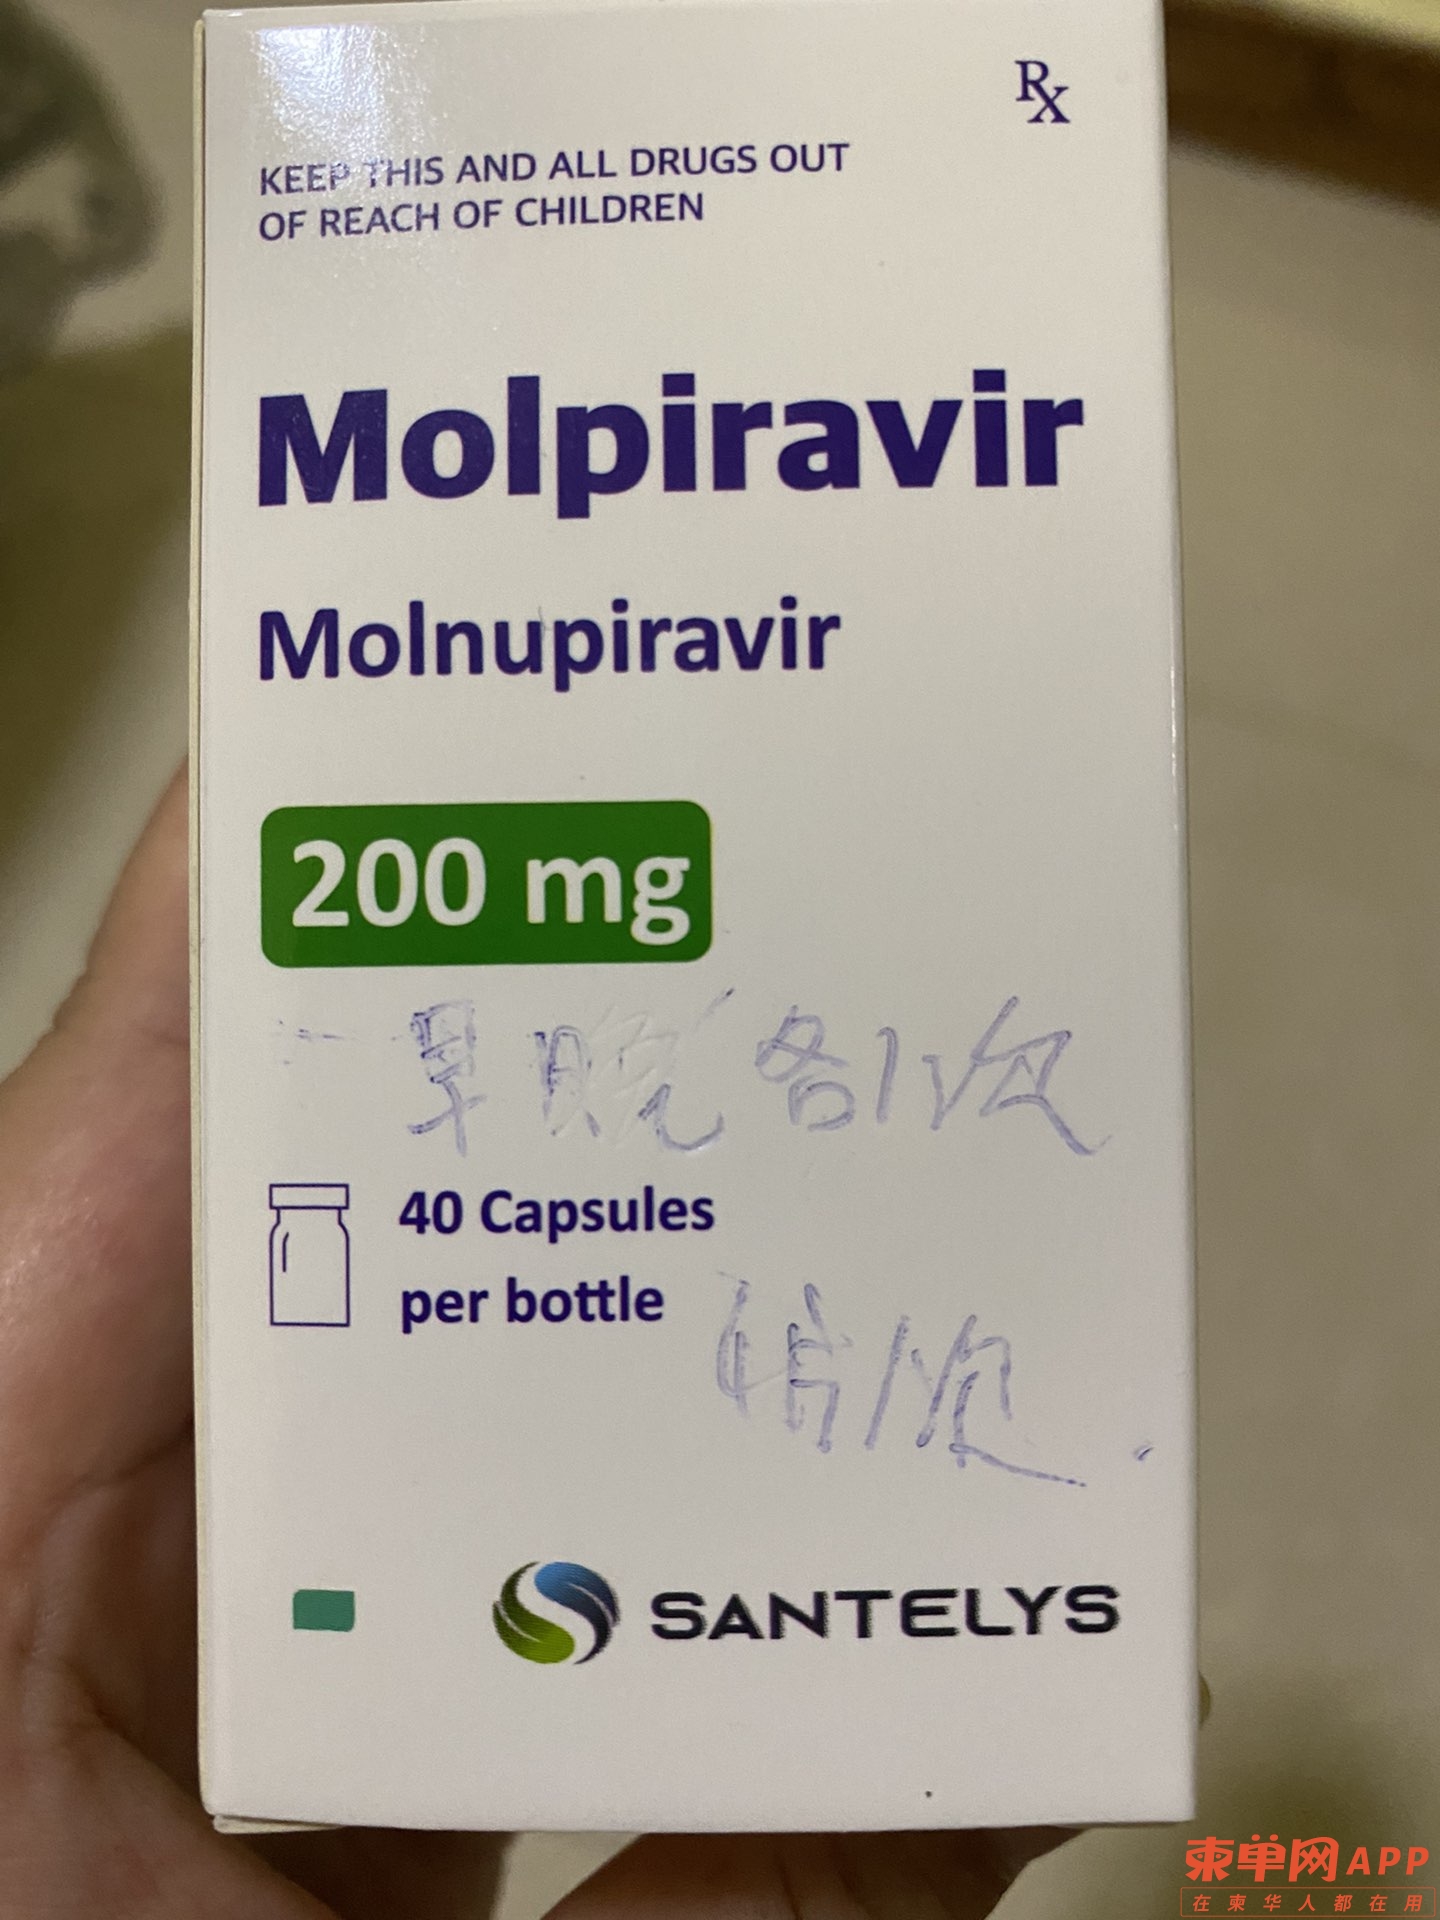 Rx
KEEP THIS AND ALL DRUGS OUT
OF REACH OF CHILDREN
Molpiravir
Molnupiravir
200 mg
早晚各1次
40 Capsules
per bottle
SANTELYS
柬单网APP
在柬华人都在用